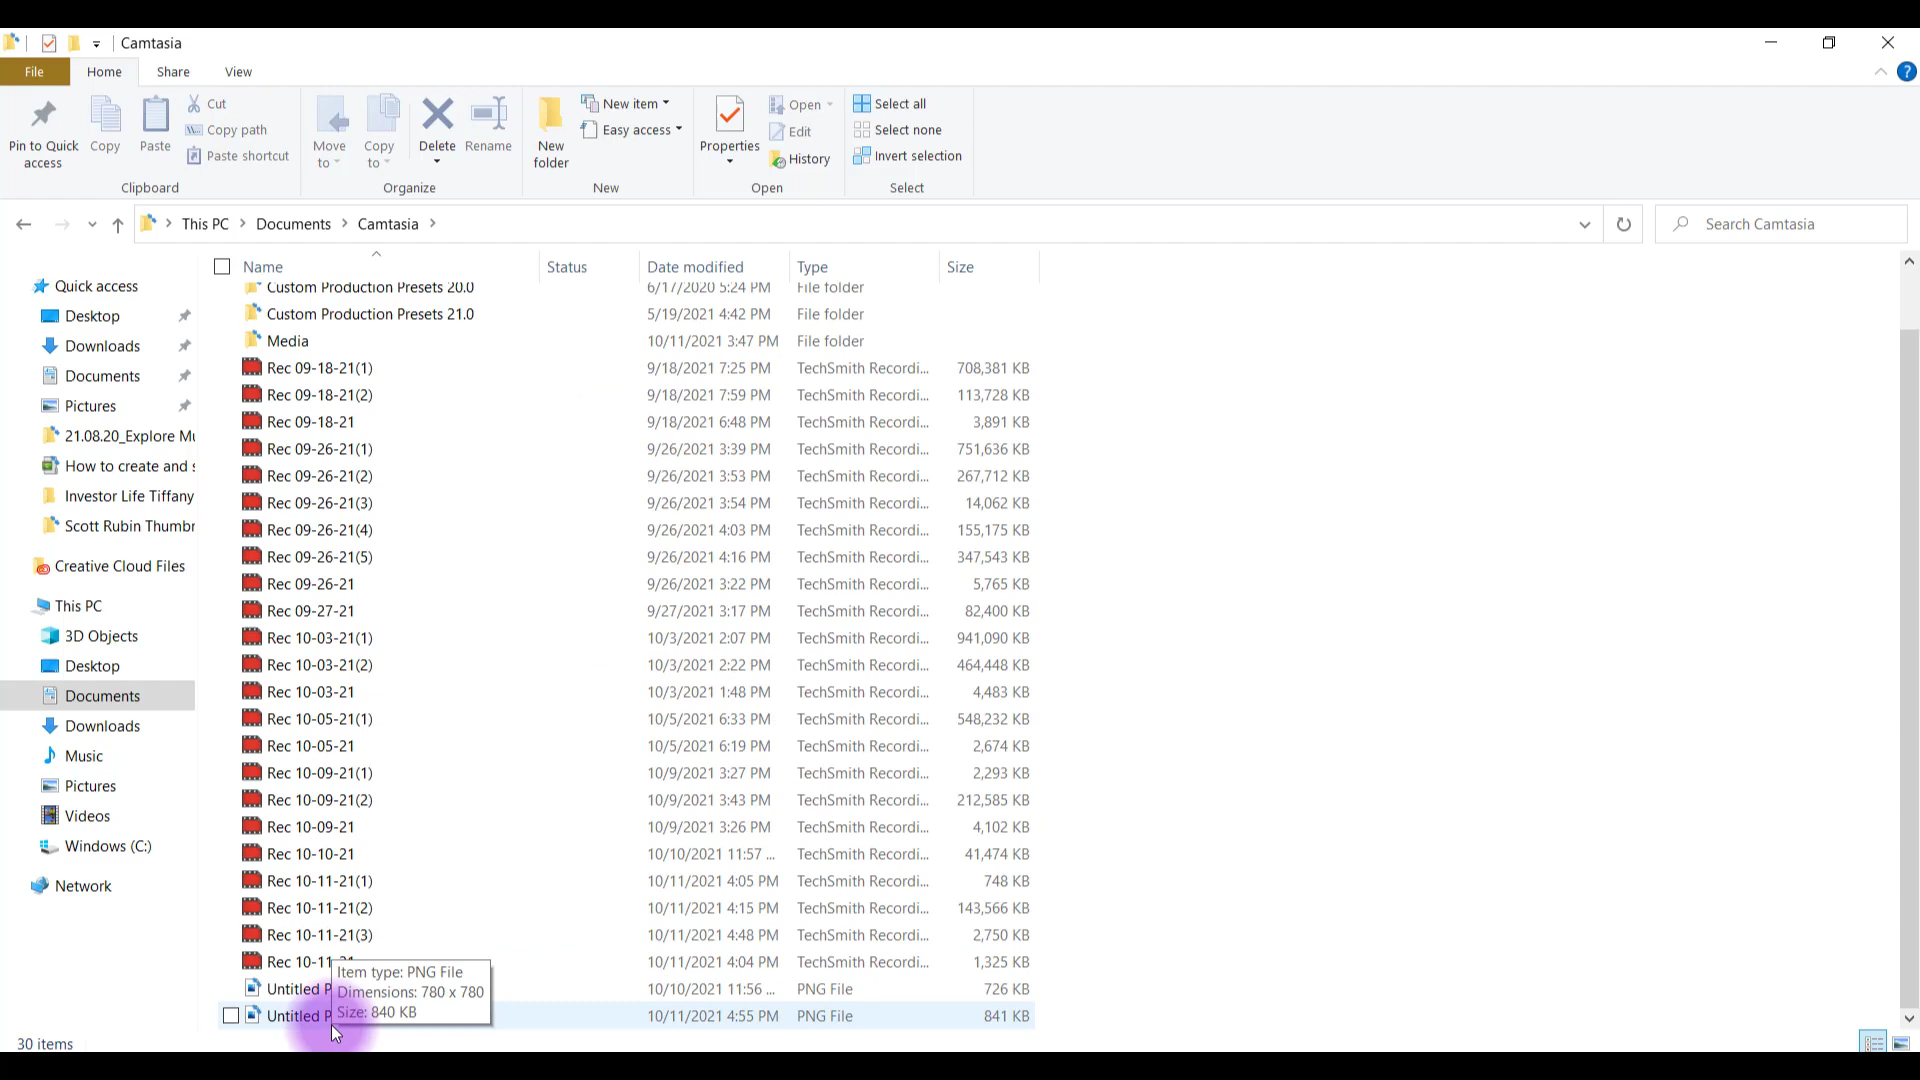 Camtasia
File Home Share View
Pin to Quick access
Copy
Paste
Cut
Copy path
Paste shortcut
Clipboard
Move to
Copy to
Delete
Rename
Organize
New folder
New item
Easy access
New
Properties
Open
Edit
History
Open
Select all
Select none
Invert selection
Select
This PC > Documents > Camtasia >
Search Camtasia
Quick access
Desktop
Downloads
Documents
Pictures
21.08.20_Explore Mu
How to create and s
Investor Life Tiffany
Scott Rubin Thumbn
Creative Cloud Files
This PC
3D Objects
Desktop
Documents
Downloads
Music
Pictures
Videos
Windows (C:)
Network
Name Status Date modified Type Size
Custom Production Presets 20.0 6/17/2020 5:24 PM File folder
Custom Production Presets 21.0 5/19/2021 4:42 PM File folder
Media 10/11/2021 3:47 PM File folder
Rec 09-18-21(1) 9/18/2021 7:25 PM TechSmith Recordi... 708,381 KB
Rec 09-18-21(2) 9/18/2021 7:59 PM TechSmith Recordi... 113,728 KB
Rec 09-18-21 9/18/2021 6:48 PM TechSmith Recordi... 3,891 KB
Rec 09-26-21(1) 9/26/2021 3:39 PM TechSmith Recordi... 751,636 KB
Rec 09-26-21(2) 9/26/2021 3:53 PM TechSmith Recordi... 267,712 KB
Rec 09-26-21(3) 9/26/2021 3:54 PM TechSmith Recordi... 14,062 KB
Rec 09-26-21(4) 9/26/2021 4:03 PM TechSmith Recordi... 155,175 KB
Rec 09-26-21(5) 9/26/2021 4:16 PM TechSmith Recordi... 347,543 KB
Rec 09-26-21 9/26/2021 3:22 PM TechSmith Recordi... 5,765 KB
Rec 09-27-21 9/27/2021 3:17 PM TechSmith Recordi... 82,400 KB
Rec 10-03-21(1) 10/3/2021 2:07 PM TechSmith Recordi... 941,090 KB
Rec 10-03-21(2) 10/3/2021 2:22 PM TechSmith Recordi... 464,448 KB
Rec 10-03-21 10/3/2021 1:48 PM TechSmith Recordi... 4,483 KB
Rec 10-05-21(1) 10/5/2021 6:33 PM TechSmith Recordi... 548,232 KB
Rec 10-05-21 10/5/2021 6:19 PM TechSmith Recordi... 2,674 KB
Rec 10-09-21(1) 10/9/2021 3:27 PM TechSmith Recordi... 2,293 KB
Rec 10-09-21(2) 10/9/2021 3:43 PM TechSmith Recordi... 212,585 KB
Rec 10-09-21 10/9/2021 3:26 PM TechSmith Recordi... 4,102 KB
Rec 10-10-21 10/10/2021 11:57 ... TechSmith Recordi... 41,474 KB
Rec 10-11-21(1) 10/11/2021 4:05 PM TechSmith Recordi... 748 KB
Rec 10-11-21(2) 10/11/2021 4:15 PM TechSmith Recordi... 143,566 KB
Rec 10-11-21(3) 10/11/2021 4:48 PM TechSmith Recordi... 2,750 KB
Rec 10-11-21 10/11/2021 4:04 PM TechSmith Recordi... 1,325 KB
Untitled P 10/10/2021 11:56 ... PNG File 726 KB
Untitled P 10/11/2021 4:55 PM PNG File 841 KB
Item type: PNG File
Dimensions: 780 x 780
Size: 840 KB
30 items